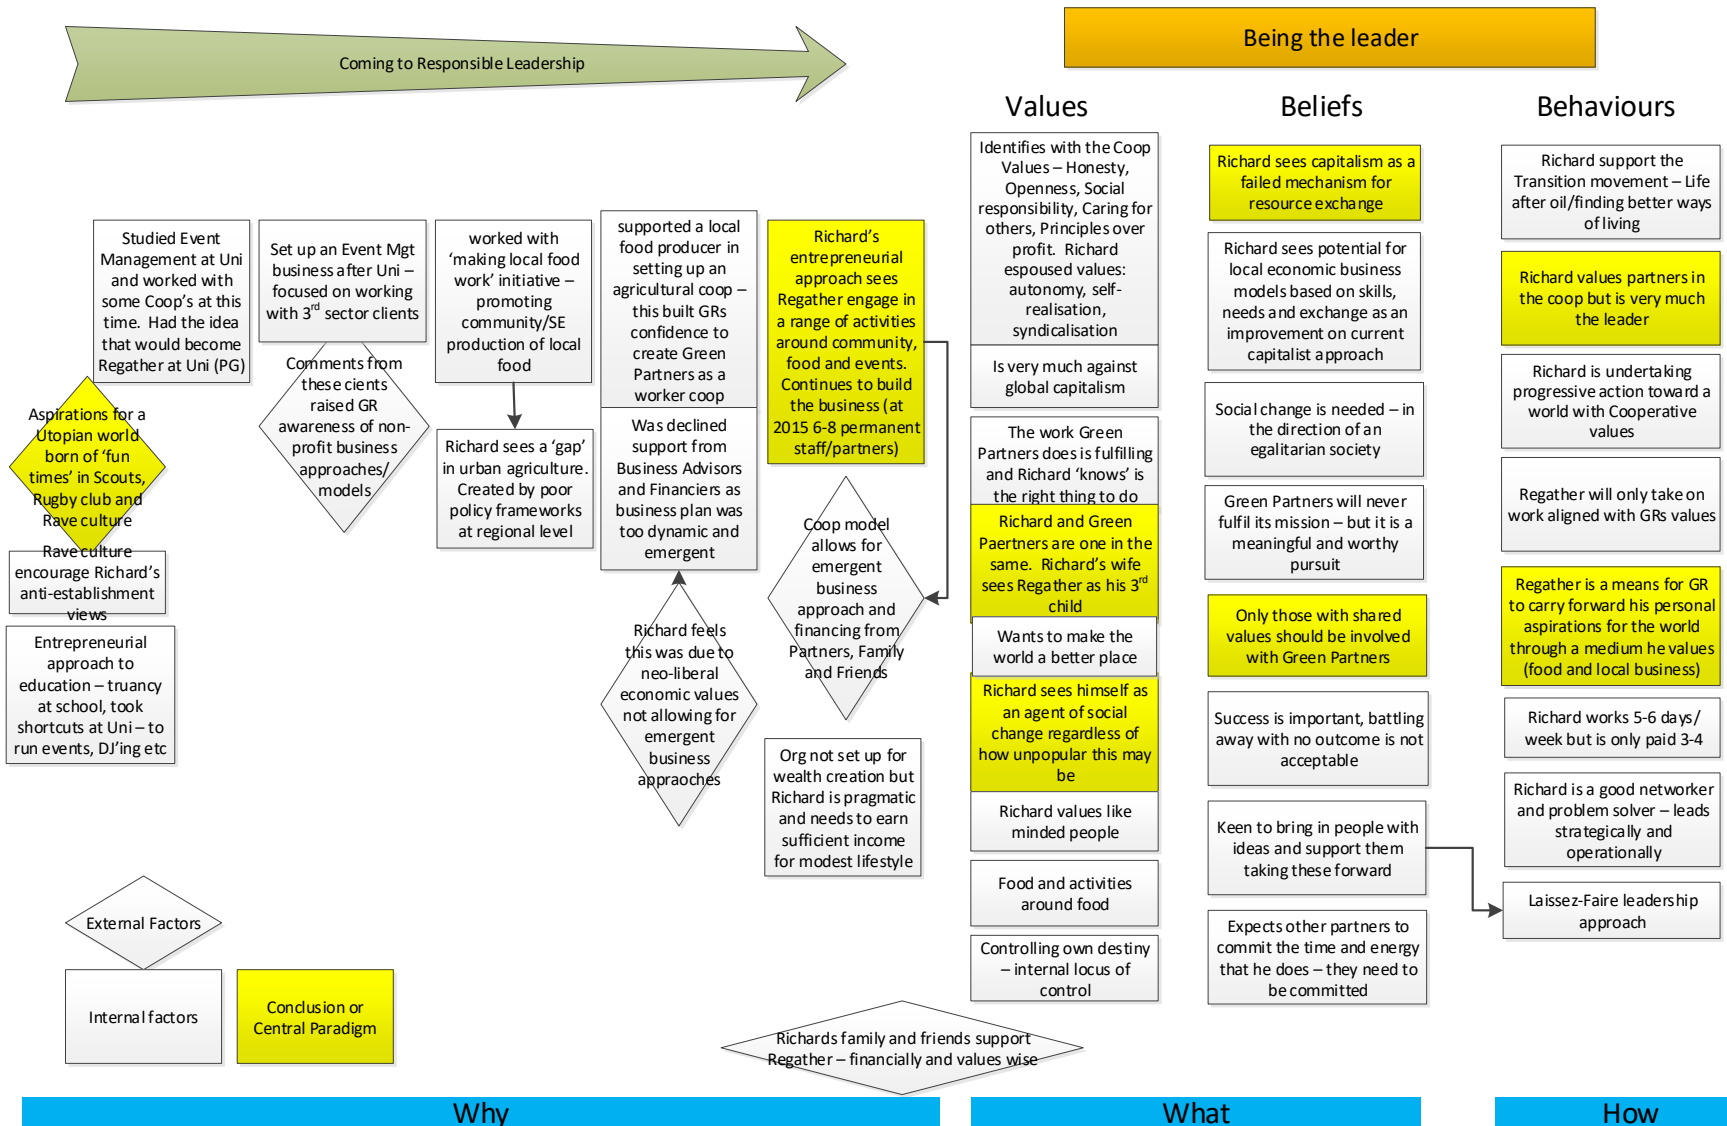 Coming to Responsible Leadership
Being the leader
Values
Beliefs
Behaviours
Studied Event
Management at Uni
and worked with
some Coop's at this
time. Had the idea
that would become
Regather at Uni (PG)
Set up an Event Mgt
business after Uni –
focused on working
with 3rd sector clients
worked with
'making local food
work' initiative –
promoting
community/SE
production of local
food
supported a local
food producer in
setting up an
agricultural coop –
this built GRs
confidence to
create Green
Partners as a
worker coop
Richard's
entrepreneurial
approach sees
Regather engage in
a range of activities
around community,
food and events.
Continues to build
the business (at
2015 6-8 permanent
staff/partners)
Aspirations for a
Utopian world
born of 'fun
times' in Scouts,
Rugby club and
Rave culture
Comments from
these cients
raised GR
awareness of non-
profit business
approaches/
models
Richard sees a 'gap'
in urban agriculture.
Created by poor
policy frameworks
at regional level
Was declined
support from
Business Advisors
and Financiers as
business plan was
too dynamic and
emergent
Coop model
allows for
emergent
business
approach and
financing from
Partners, Family
and Friends
Rave culture
encourage Richard's
anti-establishment
views
Entrepreneurial
approach to
education – truancy
at school, took
shortcuts at Uni – to
run events, DJ'ing etc
Richard feels
this was due to
neo-liberal
economic values
not allowing for
emergent
business
appraoches
Org not set up for
wealth creation but
Richard is pragmatic
and needs to earn
sufficient income
for modest lifestyle
External Factors
Internal factors
Conclusion or
Central Paradigm
Richards family and friends support
Regather – financially and values wise
Identifies with the Coop
Values – Honesty,
Openness, Social
responsibility, Caring for
others, Principles over
profit. Richard
espoused values:
autonomy, self-
realisation,
syndicalisation
Is very much against
global capitalism
The work Green
Partners does is fulfilling
and Richard 'knows' is
the right thing to do
Richard and Green
Paertners are one in the
same. Richard's wife
sees Regather as his 3rd
child
Wants to make the
world a better place
Richard sees himself as
an agent of social
change regardless of
how unpopular this may
be
Richard values like
minded people
Food and activities
around food
Controlling own destiny
– internal locus of
control
Richard sees capitalism as a
failed mechanism for
resource exchange
Richard sees potential for
local economic business
models based on skills,
needs and exchange as an
improvement on current
capitalist approach
Social change is needed – in
the direction of an
egalitarian society
Green Partners will never
fulfil its mission – but it is a
meaningful and worthy
pursuit
Only those with shared
values should be involved
with Green Partners
Success is important, battling
away with no outcome is not
acceptable
Keen to bring in people with
ideas and support them
taking these forward
Expects other partners to
commit the time and energy
that he does – they need to
be committed
Richard support the
Transition movement – Life
after oil/finding better ways
of living
Richard values partners in
the coop but is very much
the leader
Richard is undertaking
progressive action toward a
world with Cooperative
values
Regather will only take on
work aligned with GRs values
Regather is a means for GR
to carry forward his personal
aspirations for the world
through a medium he values
(food and local business)
Richard works 5-6 days/
week but is only paid 3-4
Richard is a good networker
and problem solver – leads
strategically and
operationally
Laissez-Faire leadership
approach
Why
What
How